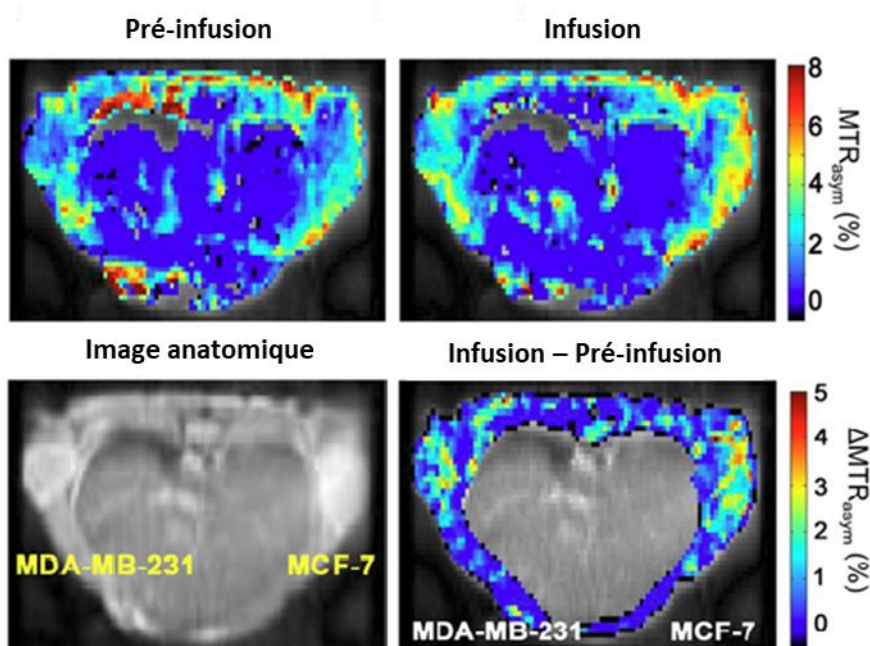 Pré-infusion
Infusion
8
6
4
2
0
MTRasym (%)
Image anatomique
Infusion – Pré-infusion
MDA-MB-231
MCF-7
MDA-MB-231
MCF-7
5
4
3
2
1
0
ΔMTRasym (%)